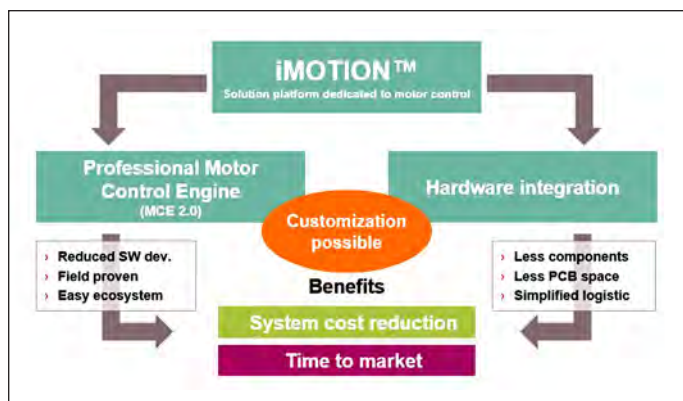 iMOTION™
Solution platform dedicated to motor control
Professional Motor
Control Engine
(MCE 2.0)
Hardware integration
Customization
possible
› Reduced SW dev.
› Field proven
› Easy ecosystem
› Less components
› Less PCB space
› Simplified logistic
Benefits
System cost reduction
Time to market